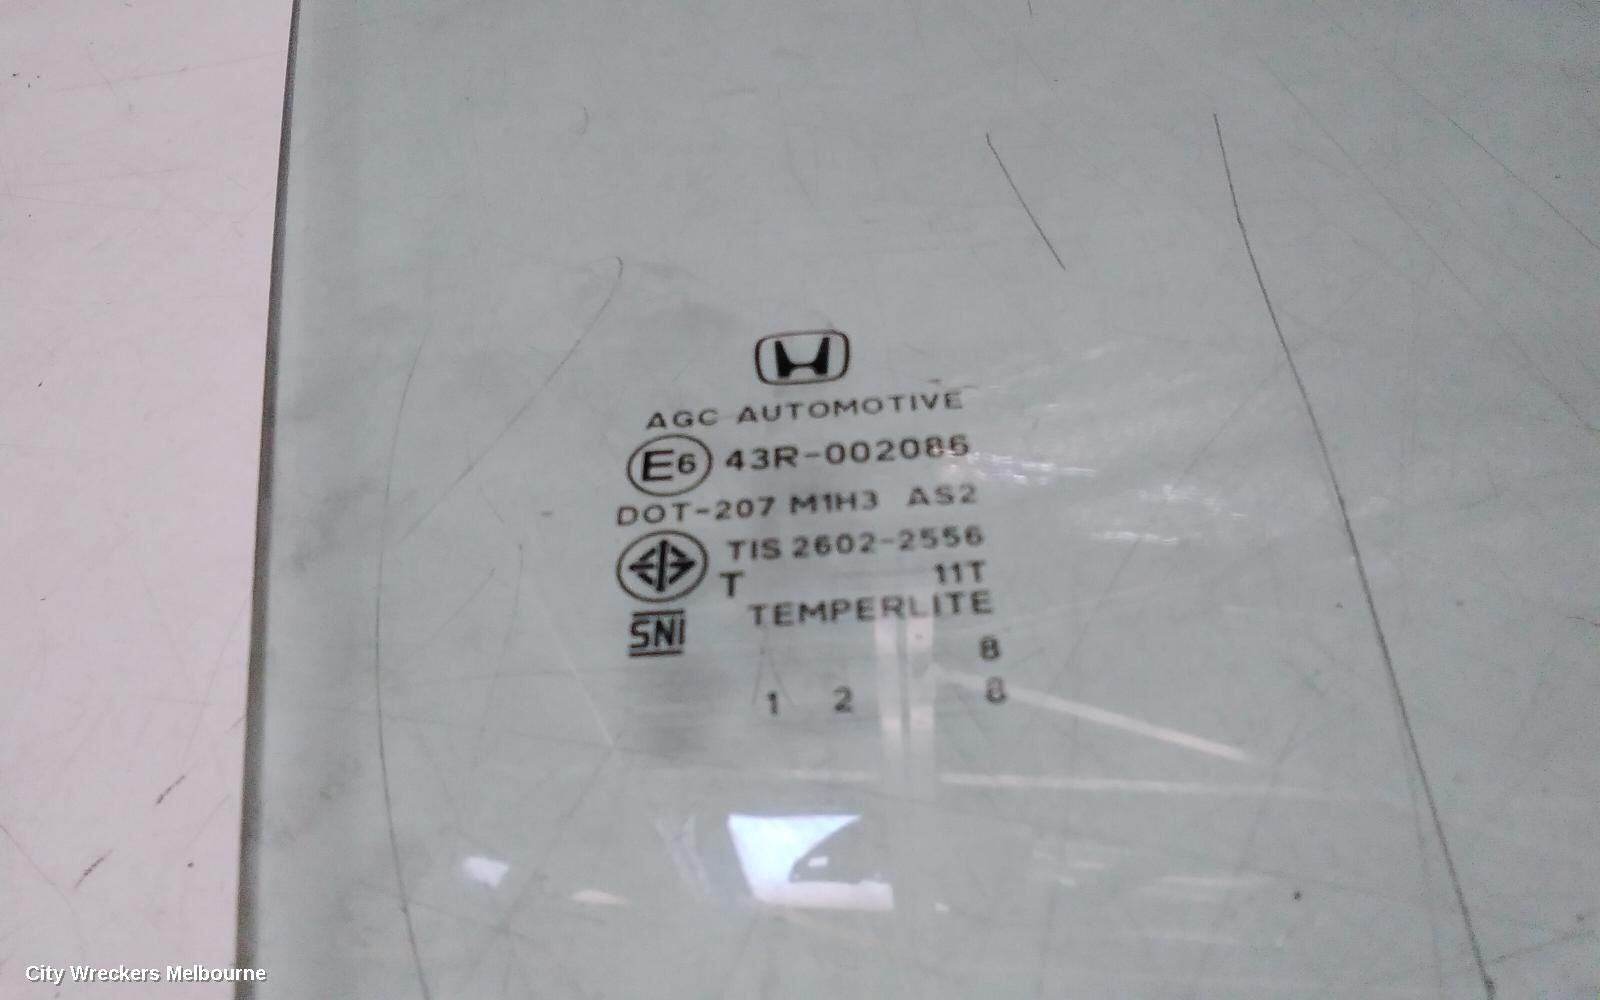 AGC AUTOMOTIVE
E6 43R-002086
DOT-207 M1H3 AS2
TIS 2602-2556
T 11T
TEMPERLITE
SNI
8
1 2 8
City Wreckers Melbourne